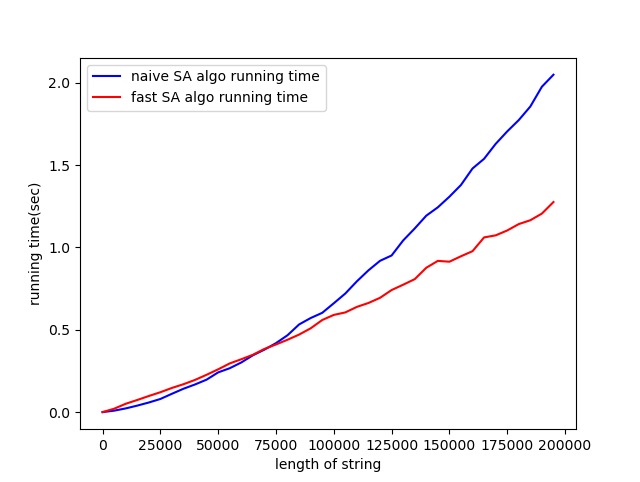 naive SA algo running time
fast SA algo running time
2.0
1.5
1.0
0.5
0.0
running time(sec)
0 25000 50000 75000 100000 125000 150000 175000 200000
length of string